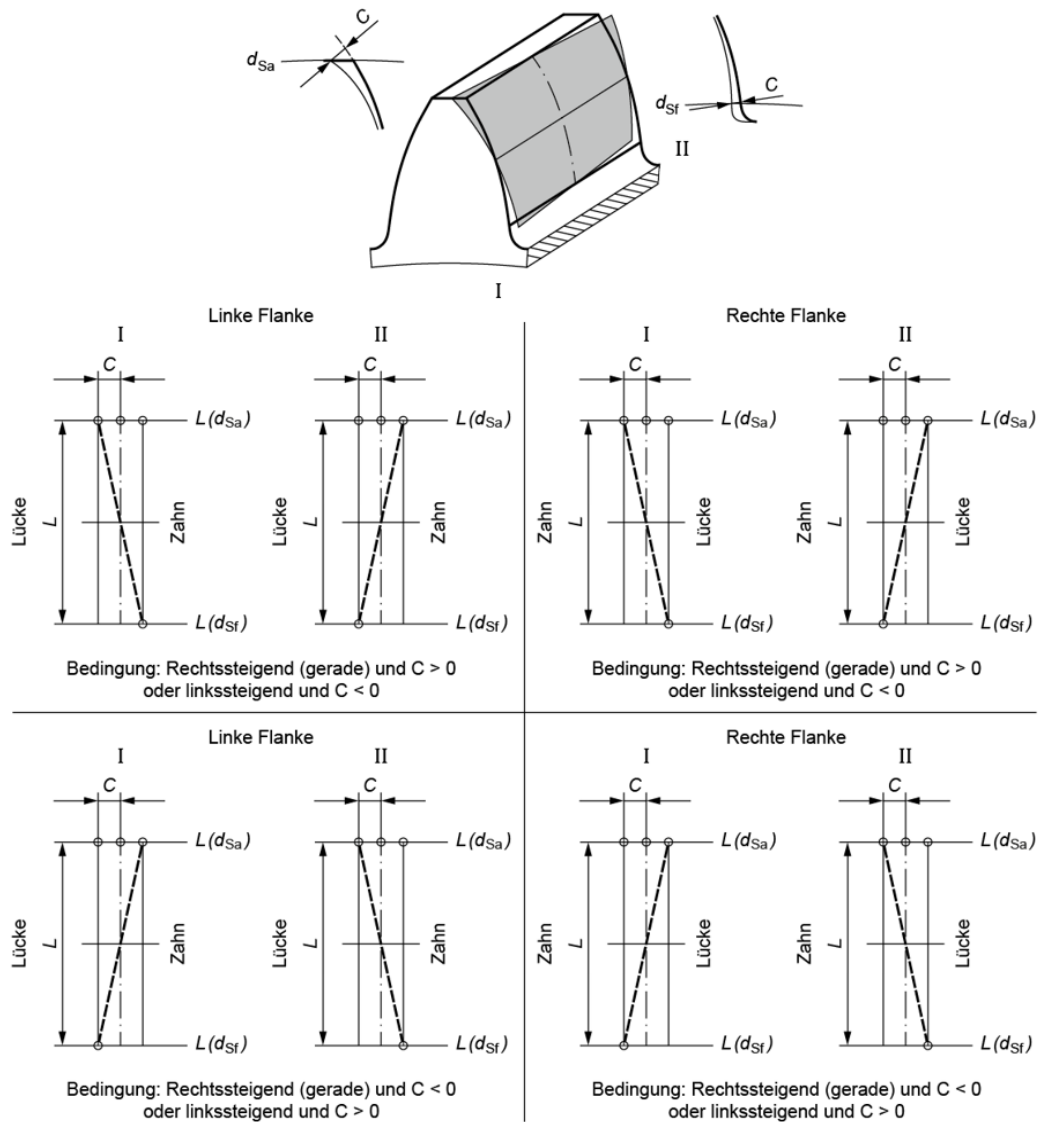 C
d_Sa
C
d_Sf
II
I
Linke Flanke
I
II
C
C
L(d_Sa)
L(d_Sa)
Lücke
L
Zahn
Lücke
Zahn
L(d_Sf)
L(d_Sf)
Bedingung: Rechtssteigend (gerade) und C > 0
oder linkssteigend und C < 0
Rechte Flanke
I
II
C
C
L(d_Sa)
L(d_Sa)
Zahn
L
Lücke
Zahn
Lücke
L(d_Sf)
L(d_Sf)
Bedingung: Rechtssteigend (gerade) und C > 0
oder linkssteigend und C < 0
Linke Flanke
I
II
C
C
L(d_Sa)
L(d_Sa)
Lücke
L
Zahn
Lücke
Zahn
L(d_Sf)
L(d_Sf)
Bedingung: Rechtssteigend (gerade) und C < 0
oder linkssteigend und C > 0
Rechte Flanke
I
II
C
C
L(d_Sa)
L(d_Sa)
Zahn
L
Lücke
Zahn
Lücke
L(d_Sf)
L(d_Sf)
Bedingung: Rechtssteigend (gerade) und C < 0
oder linkssteigend und C > 0